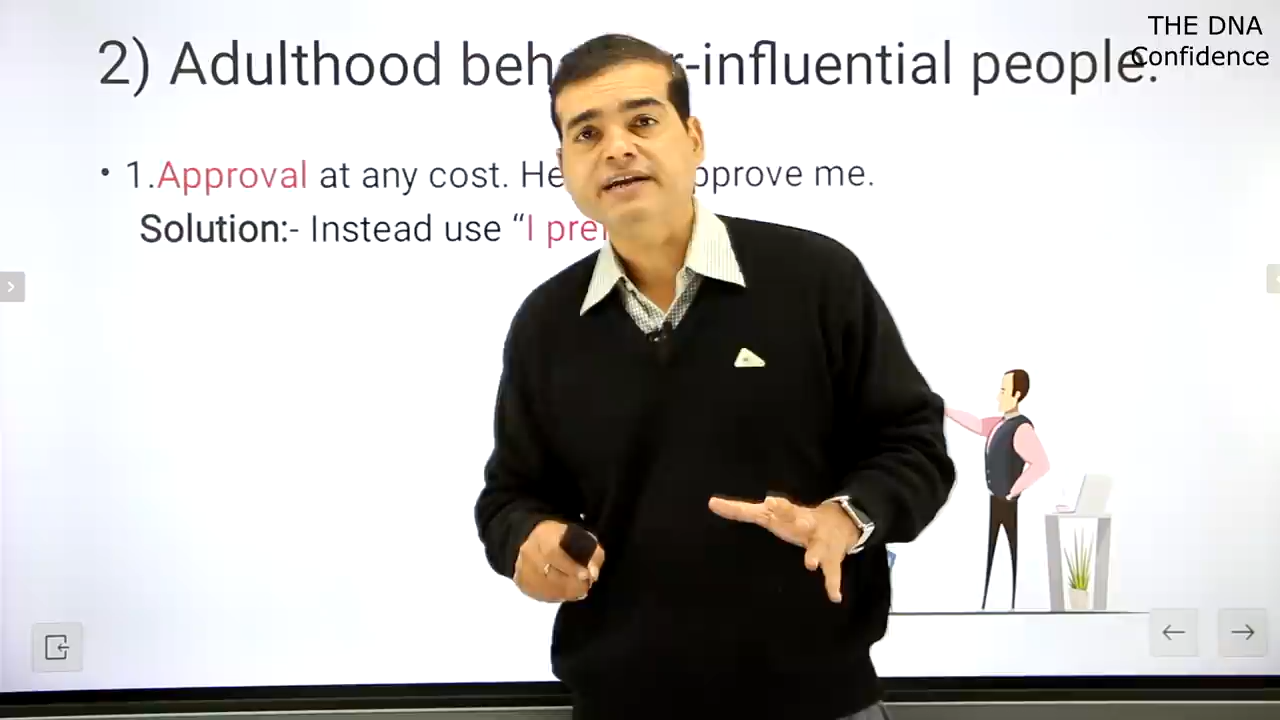 THE DNA
Confidence
2) Adulthood beh r-influential people.
• 1.Approval at any cost. He pprove me.
Solution:- Instead use “I pre